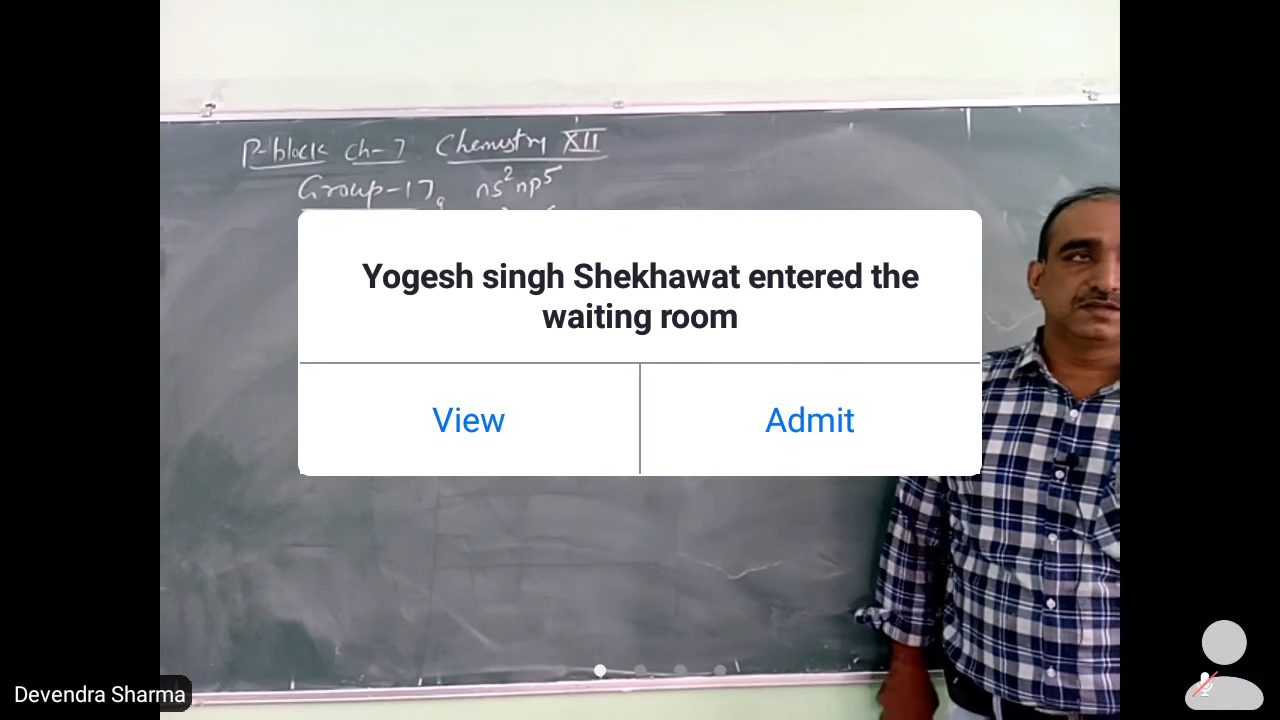 P-block Ch-7 Chemistry XII
Group-17, ns²np⁵
Yogesh singh Shekhawat entered the
waiting room
View Admit
Devendra Sharma